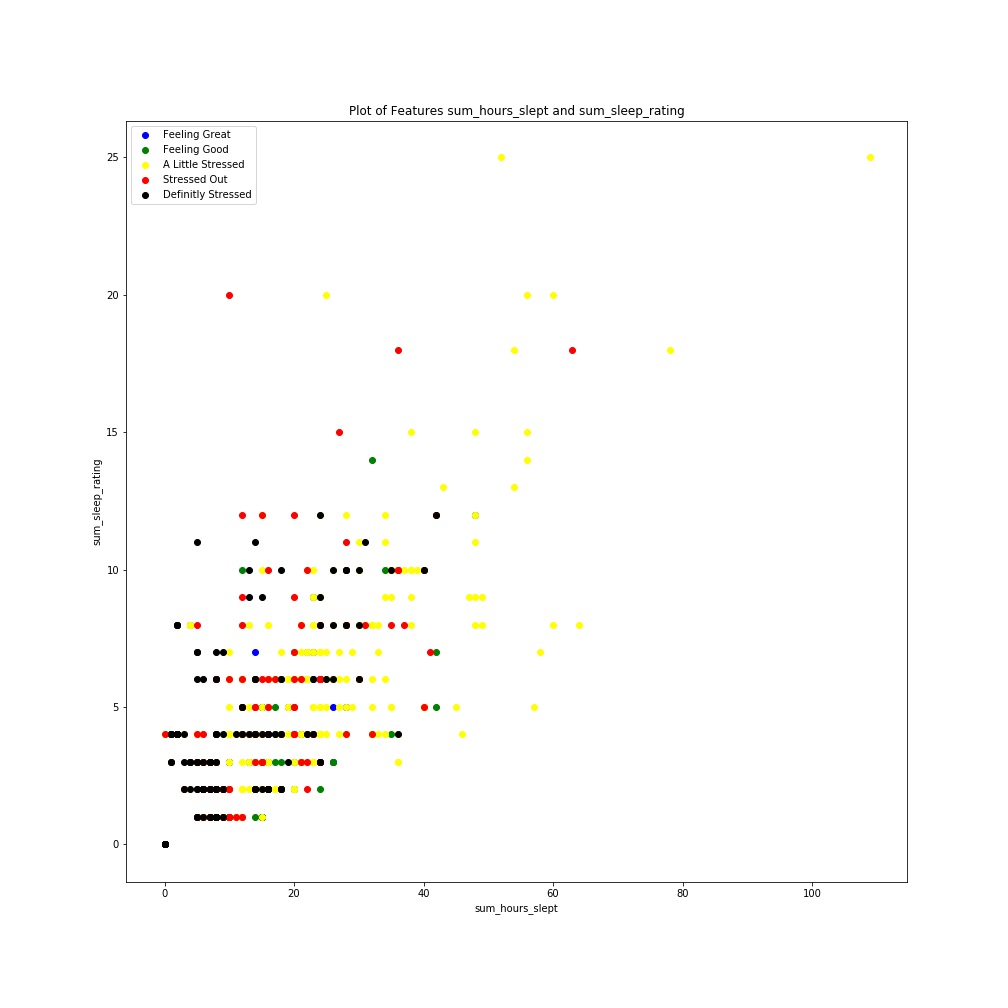 Plot of Features sum_hours_slept and sum_sleep_rating
Feeling Great
Feeling Good
A Little Stressed
Stressed Out
Definitly Stressed
25
20
15
10
5
0
sum_sleep_rating
0 20 40 60 80 100
sum_hours_slept